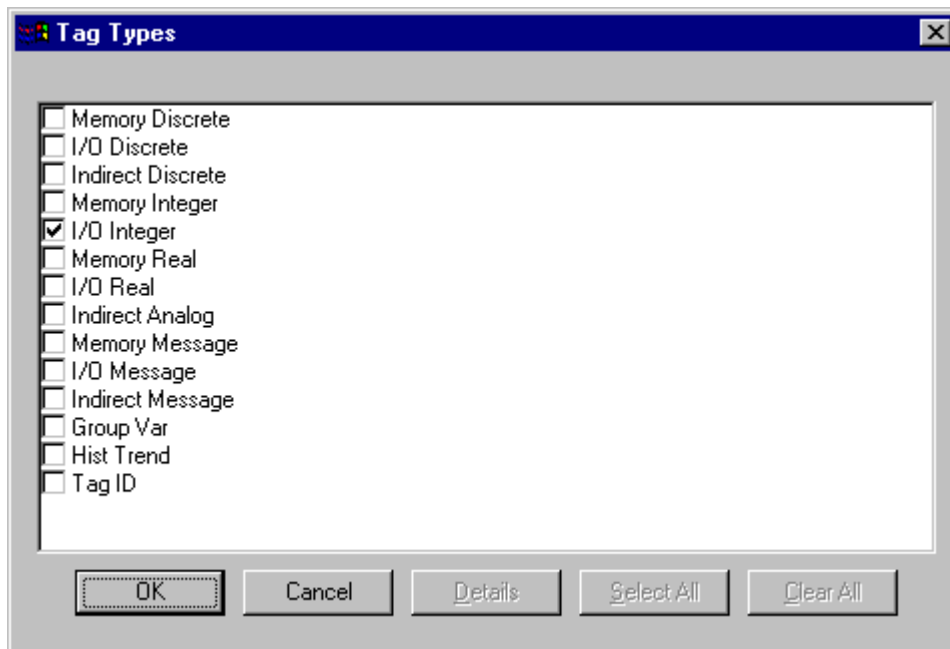 Tag Types
Memory Discrete
I/O Discrete
Indirect Discrete
Memory Integer
I/O Integer
Memory Real
I/O Real
Indirect Analog
Memory Message
I/O Message
Indirect Message
Group Var
Hist Trend
Tag ID
OK Cancel Details Select All Clear All